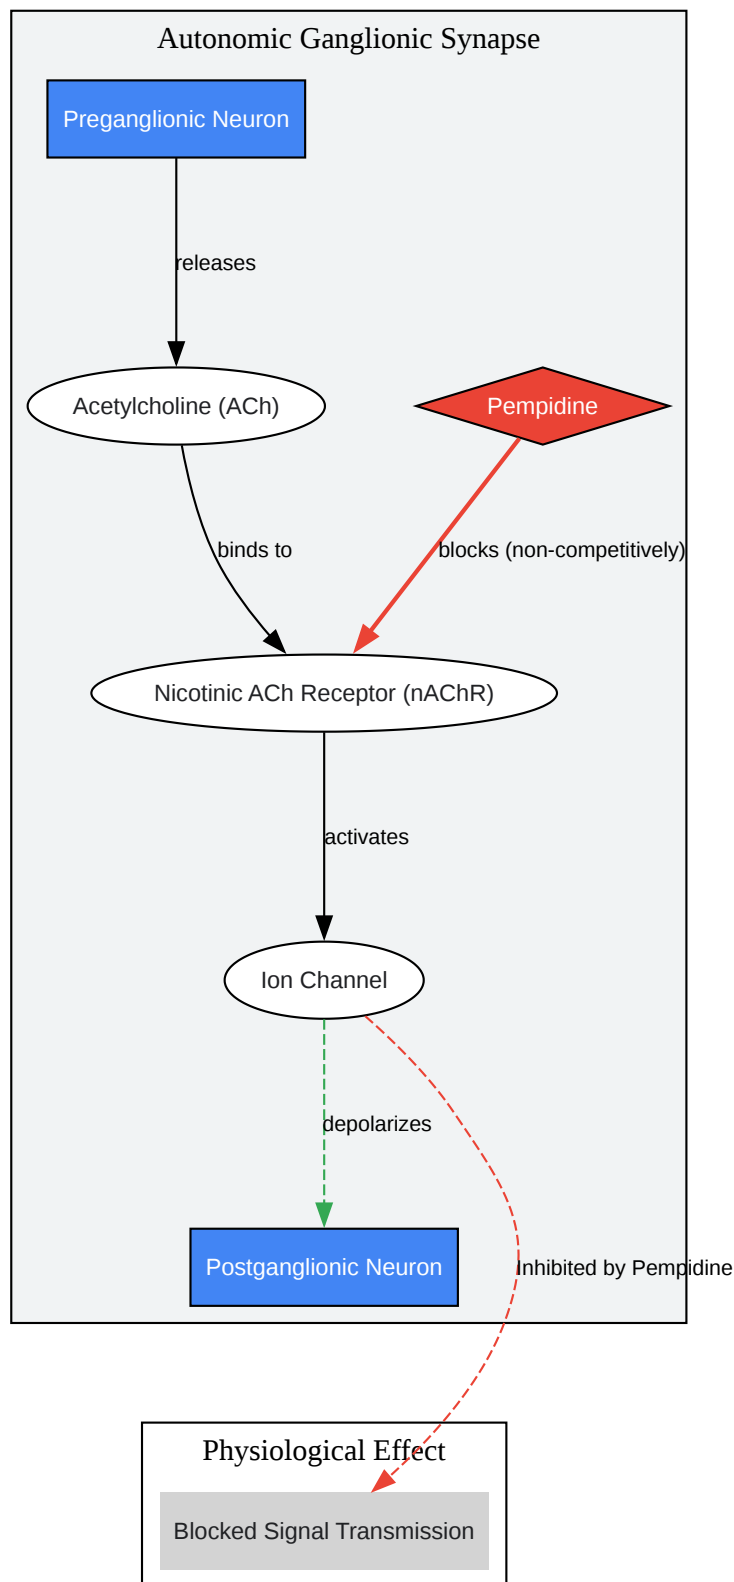 Autonomic Ganglionic Synapse
Preganglionic Neuron
releases
Acetylcholine (ACh)
Pempidine
binds to
blocks (non-competitively)
Nicotinic ACh Receptor (nAChR)
activates
Ion Channel
depolarizes
Postganglionic Neuron
Inhibited by Pempidine
Physiological Effect
Blocked Signal Transmission